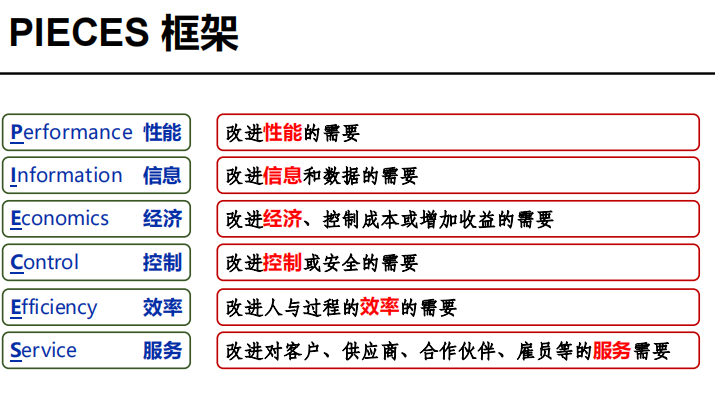 PIECES 框架
Performance 性能 改进性能的需要
Information 信息 改进信息和数据的需要
Economics 经济 改进经济、控制成本或增加收益的需要
Control 控制 改进控制或安全的需要
Efficiency 效率 改进人与过程的效率的需要
Service 服务 改进对客户、供应商、合作伙伴、雇员等的服务需要